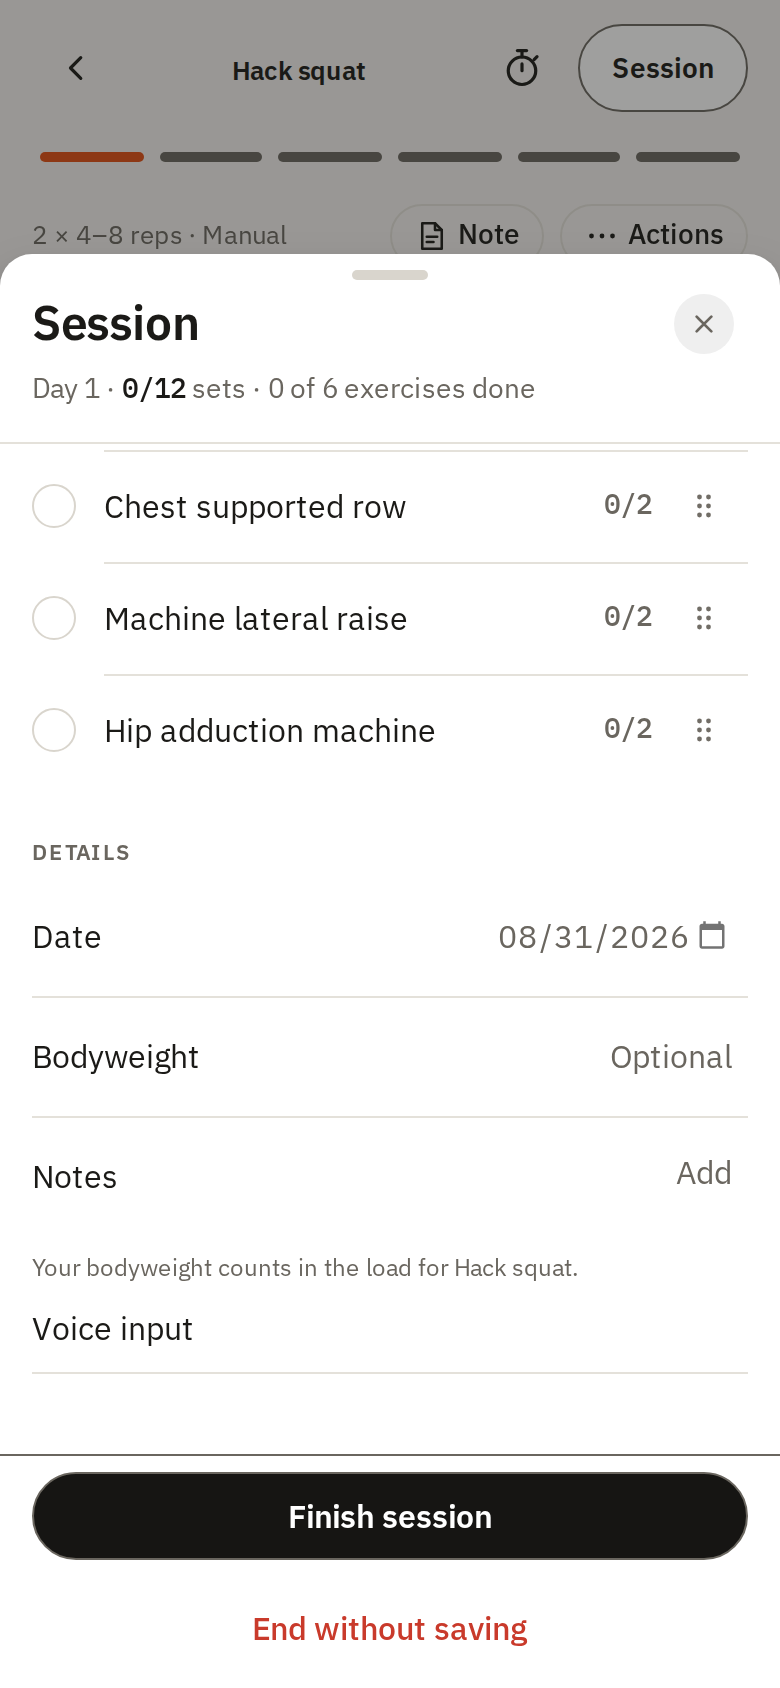 Hack squat
Session
2 × 4–8 reps · Manual
Note
Actions
Session
Day 1 · 0/12 sets · 0 of 6 exercises done
Chest supported row 0/2
Machine lateral raise 0/2
Hip adduction machine 0/2
DETAILS
Date 08/31/2026
Bodyweight Optional
Notes Add
Your bodyweight counts in the load for Hack squat.
Voice input
Finish session
End without saving